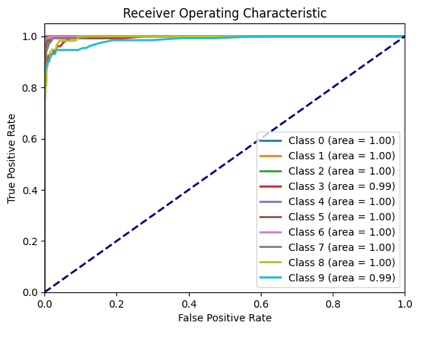 Receiver Operating Characteristic
True Positive Rate
1.0
0.8
0.6
0.4
0.2
0.0
Class 0 (area = 1.00)
Class 1 (area = 1.00)
Class 2 (area = 1.00)
Class 3 (area = 0.99)
Class 4 (area = 1.00)
Class 5 (area = 1.00)
Class 6 (area = 1.00)
Class 7 (area = 1.00)
Class 8 (area = 1.00)
Class 9 (area = 0.99)
0.0 0.2 0.4 0.6 0.8 1.0
False Positive Rate